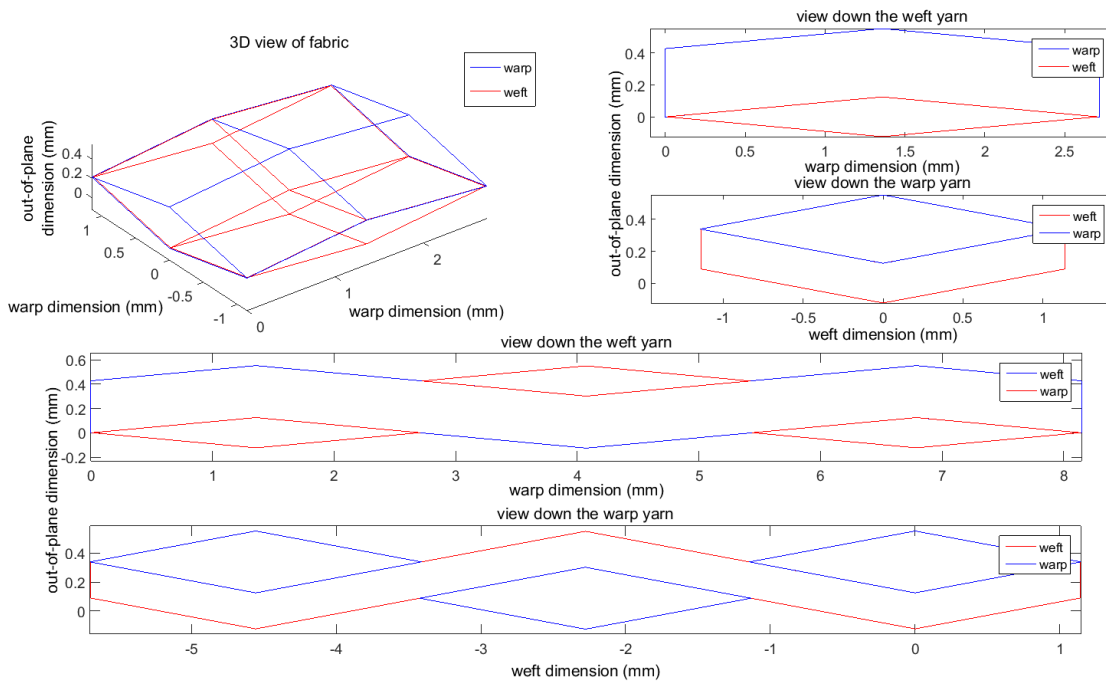 3D view of fabric
warp
weft
out-of-plane
dimension (mm)
0.4
0.2
0
1
0.5
0
-0.5
-1
0
1
2
warp dimension (mm)
warp dimension (mm)
view down the weft yarn
0.4
0.2
0
warp
weft
0 0.5 1 1.5 2 2.5
warp dimension (mm)
out-of-plane dimension (mm)
view down the warp yarn
0.4
0.2
0
weft
warp
-1 -0.5 0 0.5 1
weft dimension (mm)
view down the weft yarn
0.6
0.4
0.2
0
-0.2
weft
warp
0 1 2 3 4 5 6 7 8
warp dimension (mm)
out-of-plane dimension (mm)
view down the warp yarn
0.4
0.2
0
weft
warp
-5 -4 -3 -2 -1 0 1
weft dimension (mm)